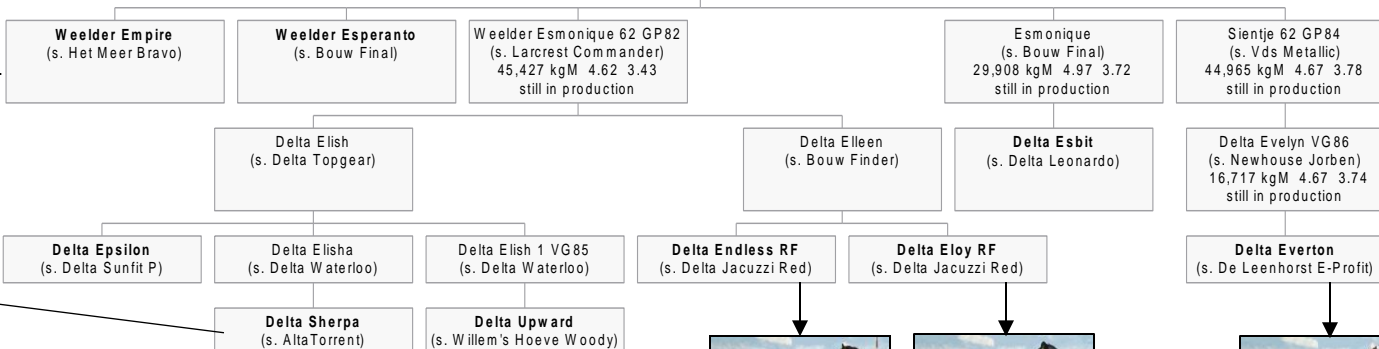 Weelder Empire
(s. Het Meer Bravo)
Weelder Esperanto
(s. Bouw Final)
Weelder Esmonique 62 GP82
(s. Larcrest Commander)
45,427 kgM 4.62 3.43
still in production
Esmonique
(s. Bouw Final)
29,908 kgM 4.97 3.72
still in production
Sientje 62 GP84
(s. Vds Metallic)
44,965 kgM 4.67 3.78
still in production
Delta Elish
(s. Delta Topgear)
Delta Elleen
(s. Bouw Finder)
Delta Esbit
(s. Delta Leonardo)
Delta Evelyn VG86
(s. Newhouse Jorben)
16,717 kgM 4.67 3.74
still in production
Delta Epsilon
(s. Delta Sunfit P)
Delta Elisha
(s. Delta Waterloo)
Delta Elish 1 VG85
(s. Delta Waterloo)
Delta Endless RF
(s. Delta Jacuzzi Red)
Delta Eloy RF
(s. Delta Jacuzzi Red)
Delta Everton
(s. De Leenhorst E-Profit)
Delta Sherpa
(s. AltaTorrent)
Delta Upward
(s. Willem's Hoeve Woody)